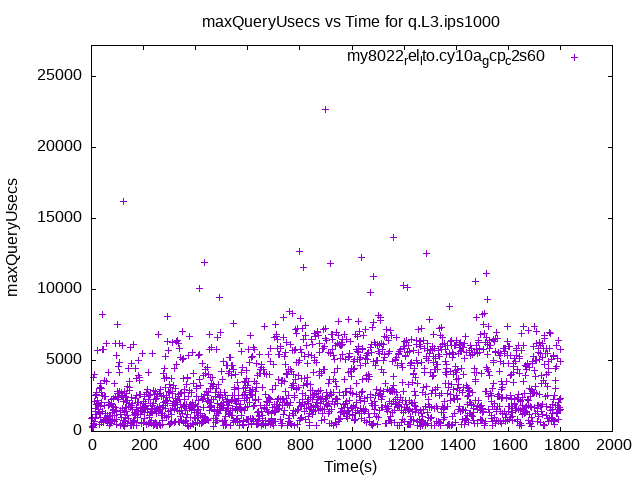 maxQueryUsecs vs Time for q.L3.ips1000
my8022rellto.cy10agcpc2s60
25000
20000
15000
10000
5000
0
maxQueryUsecs
0 200 400 600 800 1000 1200 1400 1600 1800 2000
Time(s)